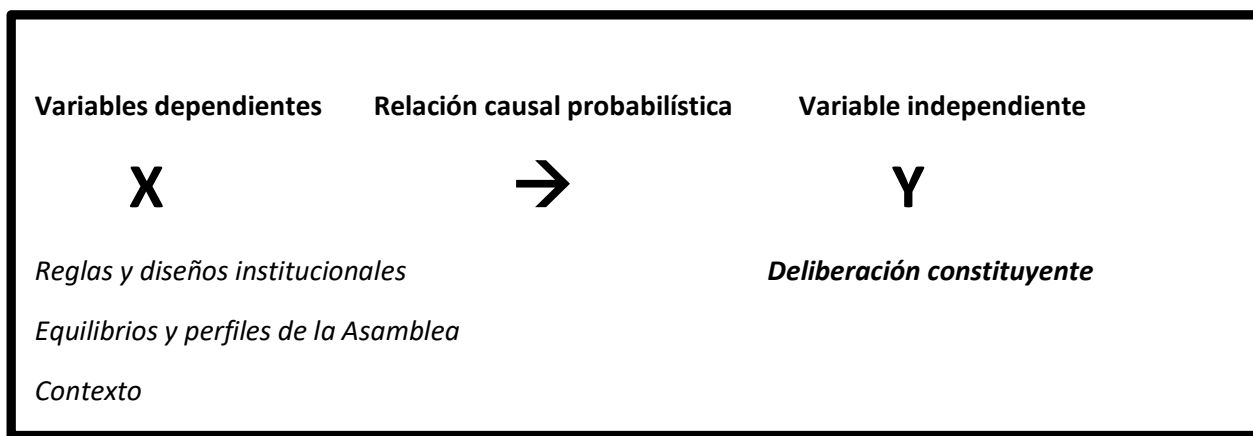 Variables dependientes Relación causal probabilística Variable independiente
X → Y
Reglas y diseños institucionales Deliberación constituyente
Equilibrios y perfiles de la Asamblea
Contexto